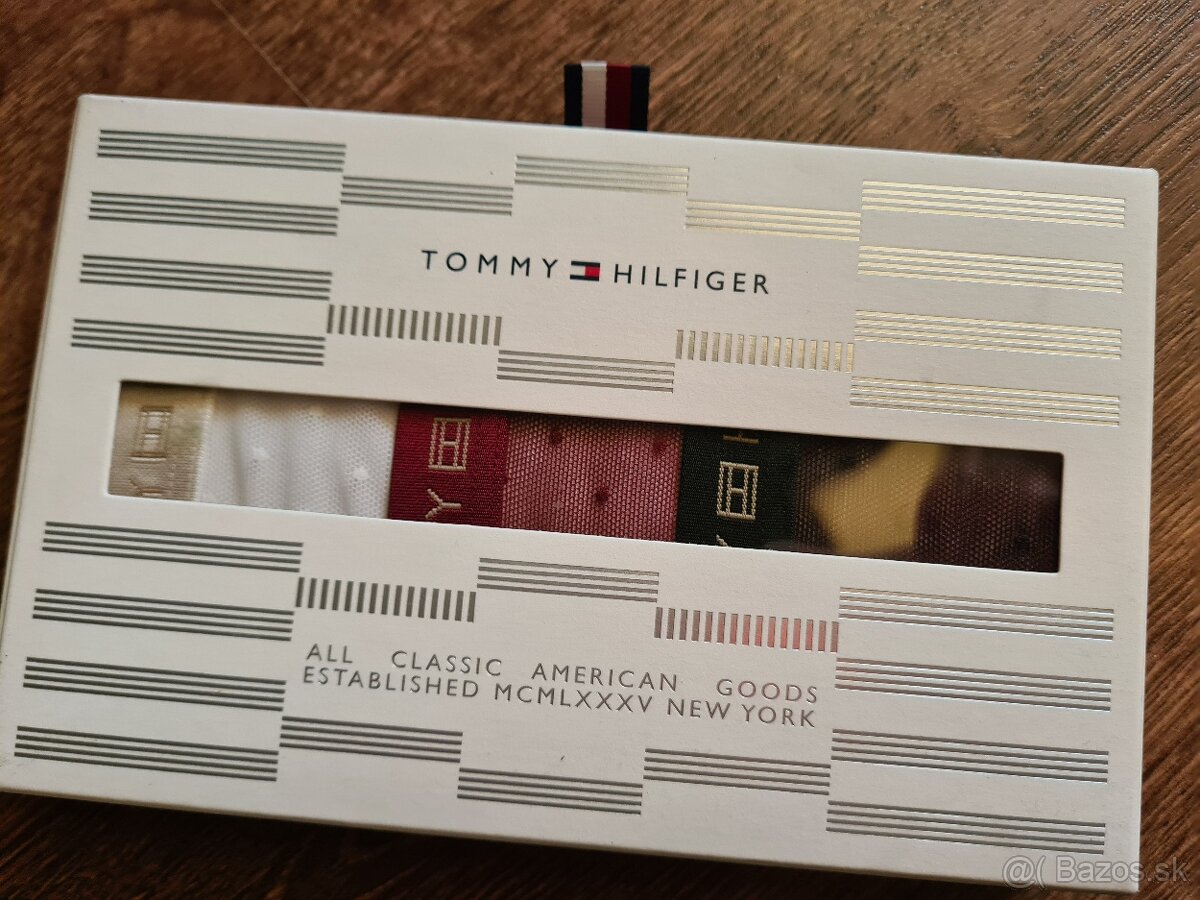 TOMMY HILFIGER
H H H
Y Y Y
ALL CLASSIC AMERICAN GOODS
ESTABLISHED MCMLXXXV NEW YORK
@( Bazos.sk